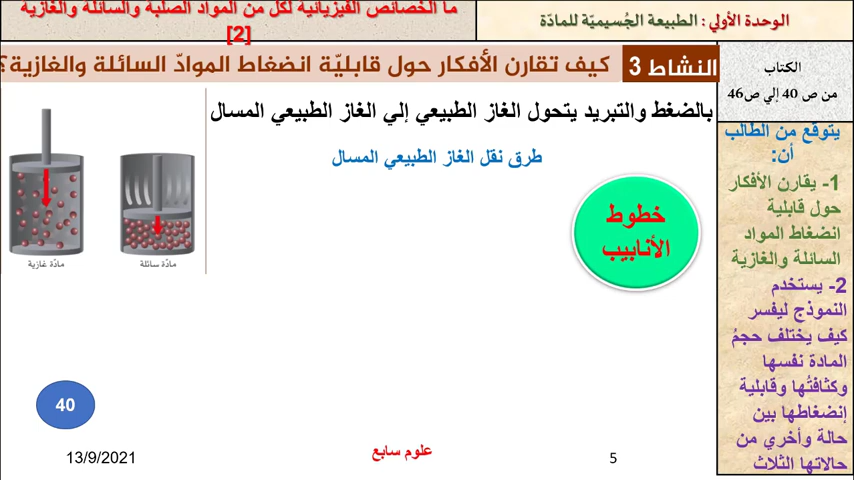 ما الخصائص الفيزيائية لكل من المواد الصلبة والسائلة والغازية
[2]
الوحدة الأولي : الطبيعة الجُسيميّة للمادّة
النشاط 3
كيف تقارن الأفكار حول قابليّة انضغاط الموادّ السائلة والغازية؟
الكتاب
من ص 40 إلي ص46
بالضغط والتبريد يتحول الغاز الطبيعي إلي الغاز الطبيعي المسال
طرق نقل الغاز الطبيعي المسال
خطوط
الأنابيب
مادّة سائلة
مادّة غازية
يتوقع من الطالب
أن:
1- يقارن الأفكار
حول قابلية
انضغاط المواد
السائلة والغازية
2- يستخدم
النموذج ليفسر
كيف يختلف حجمُ
المادة نفسها
وكثافتُها وقابلية
إنضغاطها بين
حالة وأخري من
حالاتها الثلاث
40
13/9/2021
علوم سابع
5